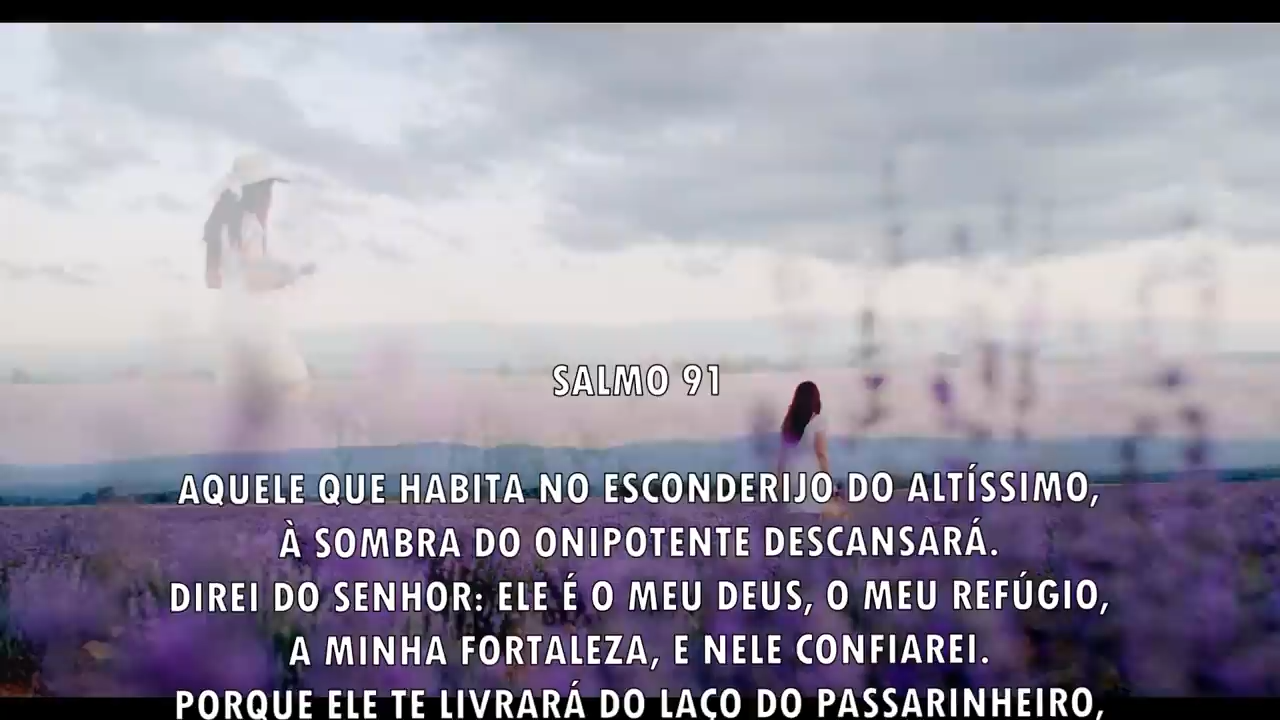 SALMO 91
AQUELE QUE HABITA NO ESCONDERIJO DO ALTÍSSIMO,
À SOMBRA DO ONIPOTENTE DESCANSARÁ.
DIREI DO SENHOR: ELE É O MEU DEUS, O MEU REFÚGIO,
A MINHA FORTALEZA, E NELE CONFIAREI.
PORQUE ELE TE LIVRARÁ DO LAÇO DO PASSARINHEIRO,